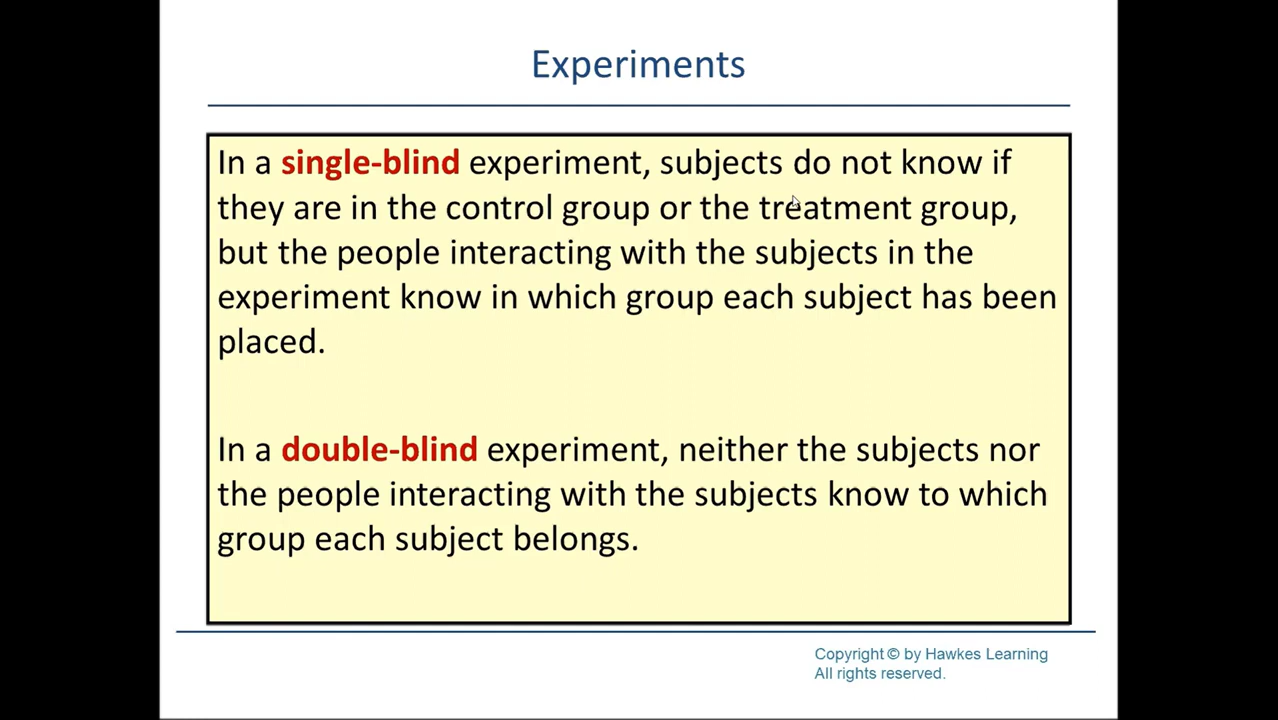 Experiments
In a single-blind experiment, subjects do not know if
they are in the control group or the treatment group,
but the people interacting with the subjects in the
experiment know in which group each subject has been
placed.
In a double-blind experiment, neither the subjects nor
the people interacting with the subjects know to which
group each subject belongs.
Copyright © by Hawkes Learning
All rights reserved.